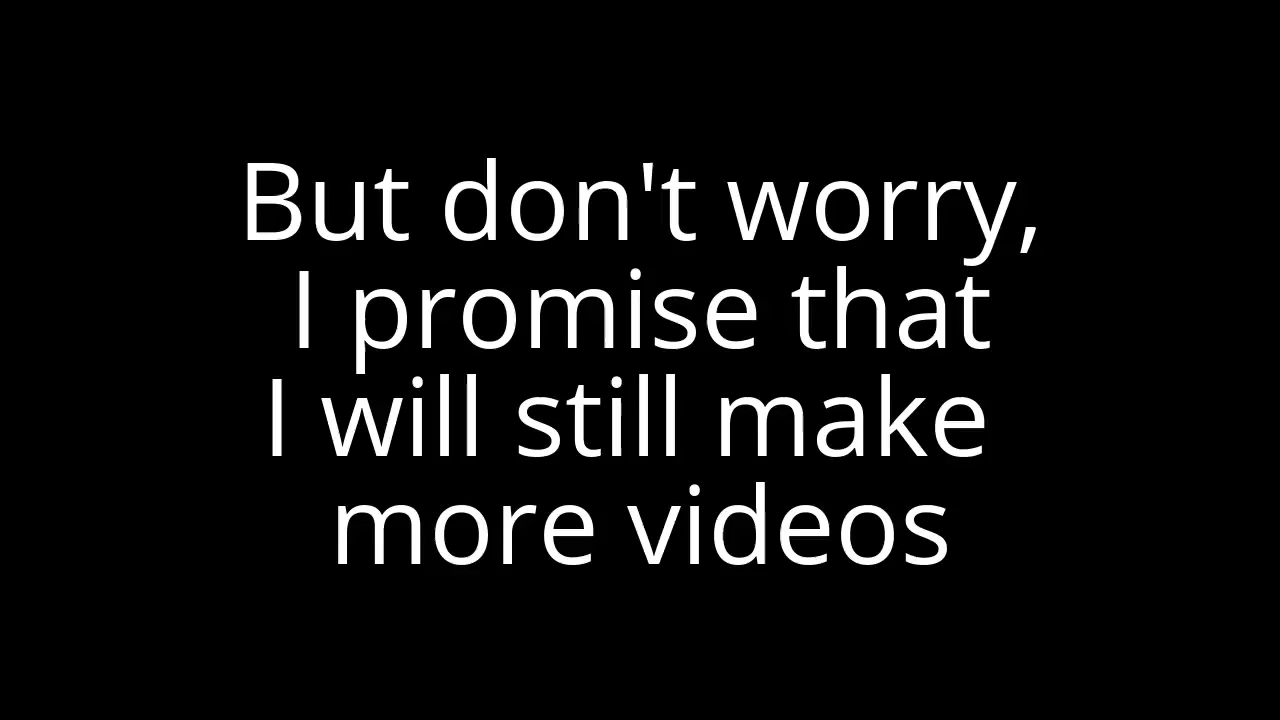 But don't worry,
I promise that
I will still make
more videos